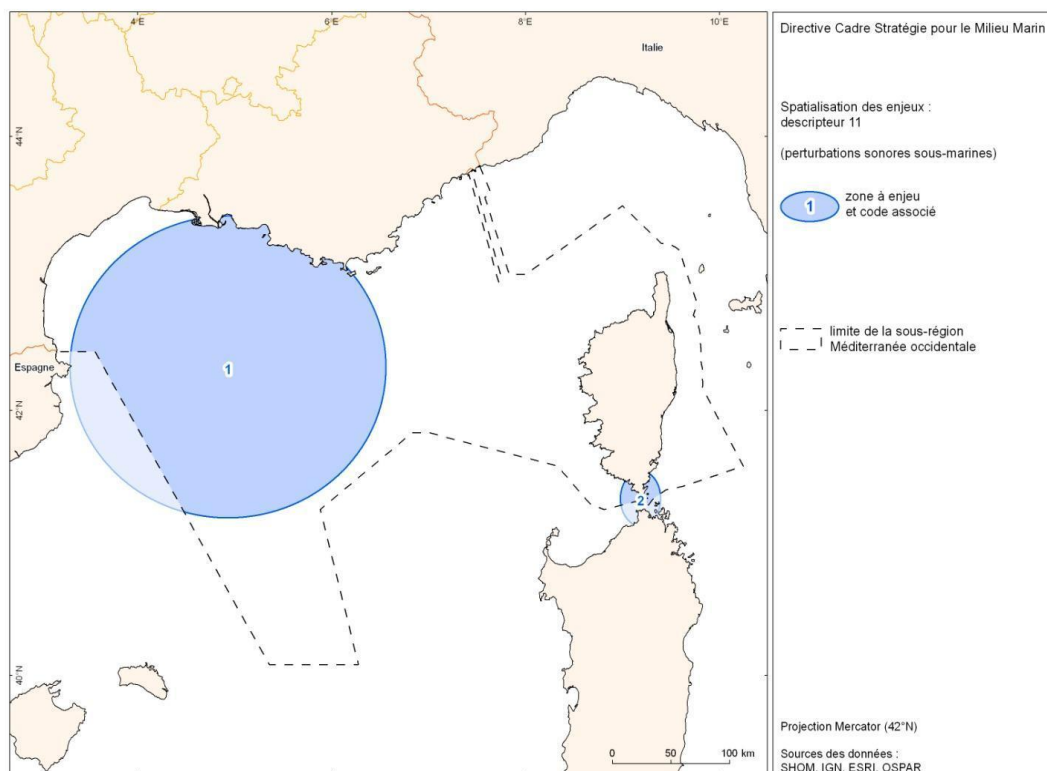 4°E
6°E
8°E
10°E
44°N
42°N
40°N
Italie
Espagne
1
2
0 50 100 km
Directive Cadre Stratégie pour le Milieu Marin
Spatialisation des enjeux :
descripteur 11
(perturbations sonores sous-marines)
1
zone à enjeu
et code associé
limite de la sous-région
Méditerranée occidentale
Projection Mercator (42°N)
Sources des données :
SHOM, IGN, ESRI, OSPAR